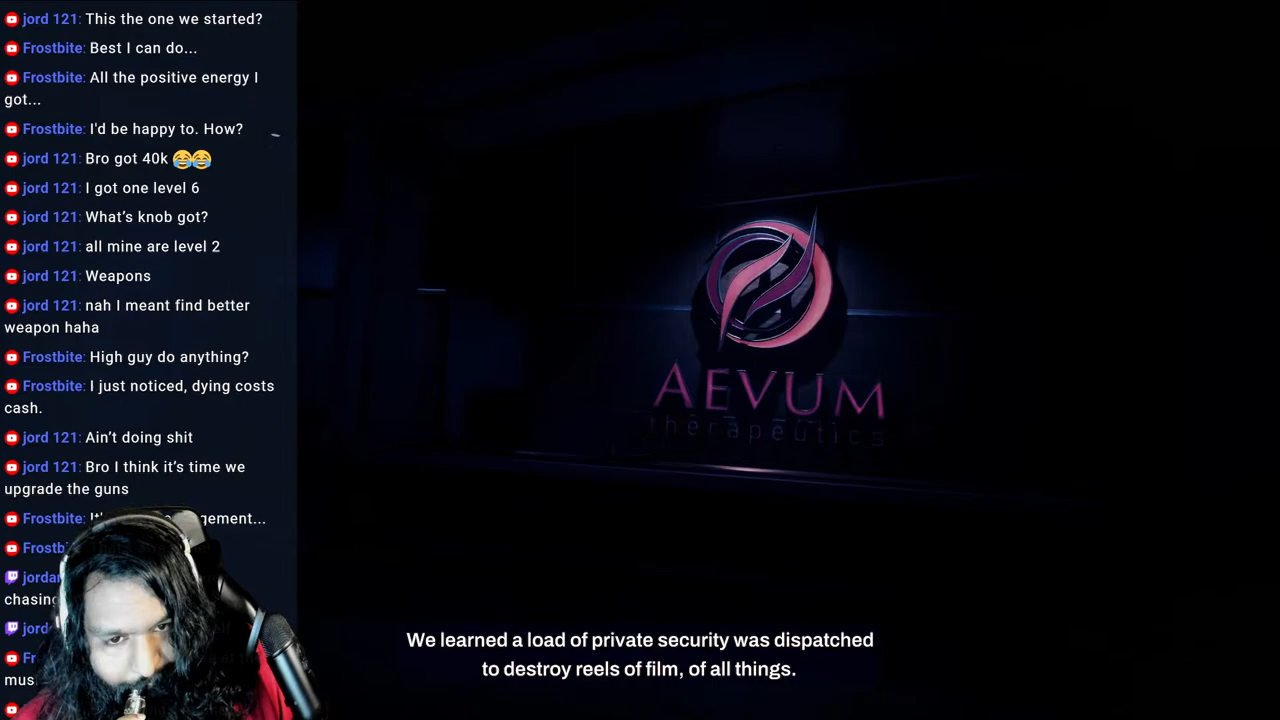 jord 121: This the one we started?
Frostbite: Best I can do...
Frostbite: All the positive energy I
got...
Frostbite: I'd be happy to. How?
jord 121: Bro got 40k 😂😂
jord 121: I got one level 6
jord 121: What's knob got?
jord 121: all mine are level 2
jord 121: Weapons
jord 121: nah I meant find better
weapon haha
Frostbite: High guy do anything?
Frostbite: I just noticed, dying costs
cash.
jord 121: Ain't doing shit
jord 121: Bro I think it's time we
upgrade the guns
Frostbite:
chasing
AEVUM
therapeutics
We learned a load of private security was dispatched
to destroy reels of film, of all things.